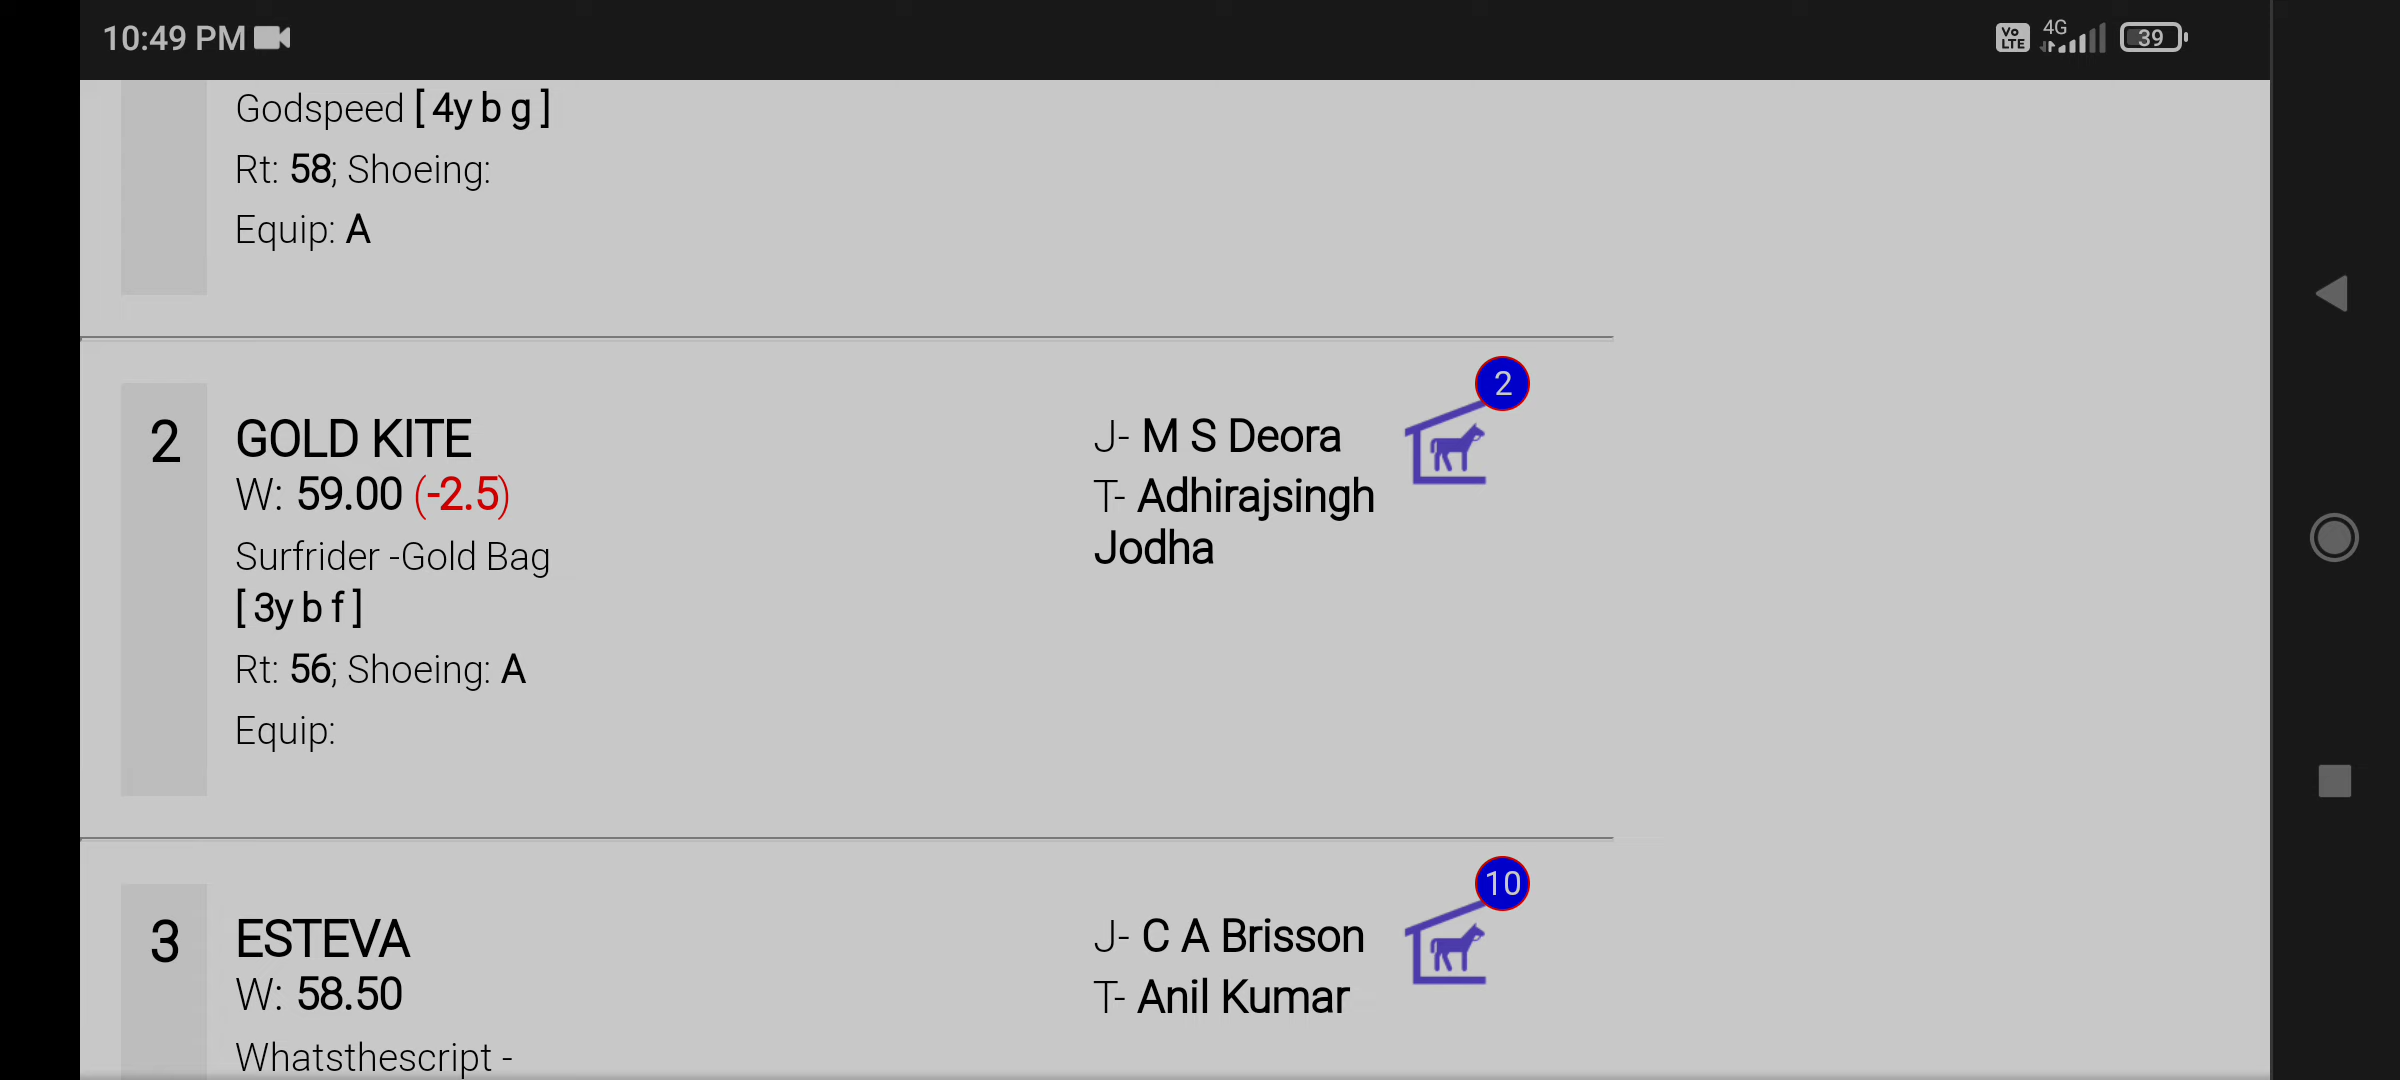 10:49 PM
Vo LTE 4G 39
Godspeed [ 4y b g ]
Rt: 58; Shoeing:
Equip: A
2
2 GOLD KITE J- M S Deora
W: 59.00 (-2.5) T- Adhirajsingh
Jodha
Surfrider -Gold Bag
[ 3y b f ]
Rt: 56; Shoeing: A
Equip:
10
3 ESTEVA J- C A Brisson
W: 58.50 T- Anil Kumar
Whatsthescript -